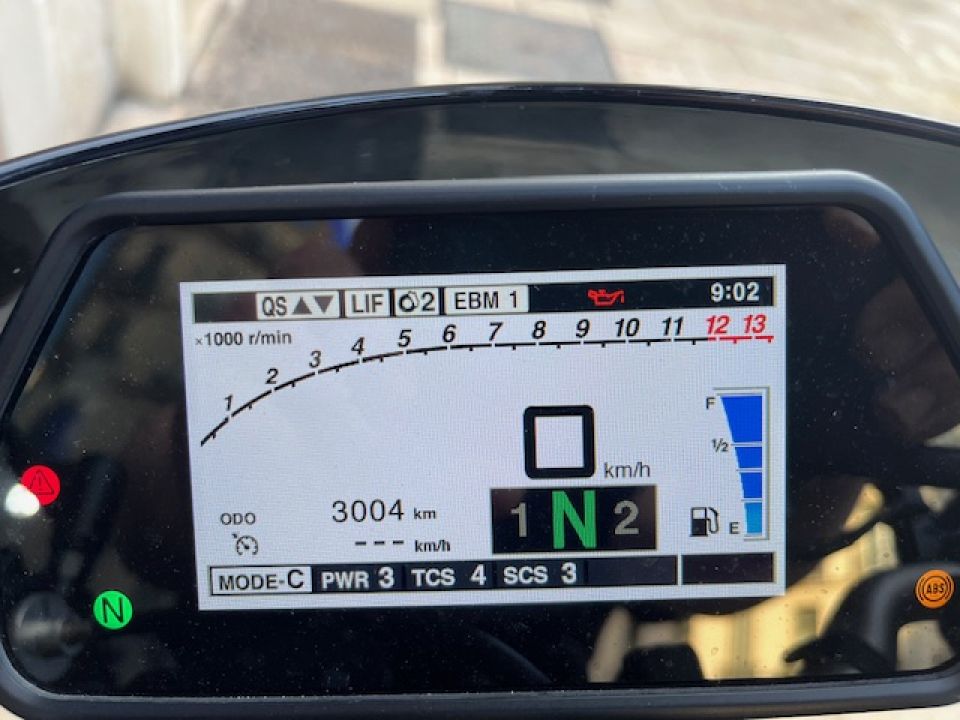 QS ▲▼ LIF 2 EBM 1 9:02
×1000 r/min
1 2 3 4 5 6 7 8 9 10 11 12 13
F
1/2
0 km/h
ODO 3004 km
1 N 2
E
--- km/h
MODE-C PWR 3 TCS 4 SCS 3
N
ABS